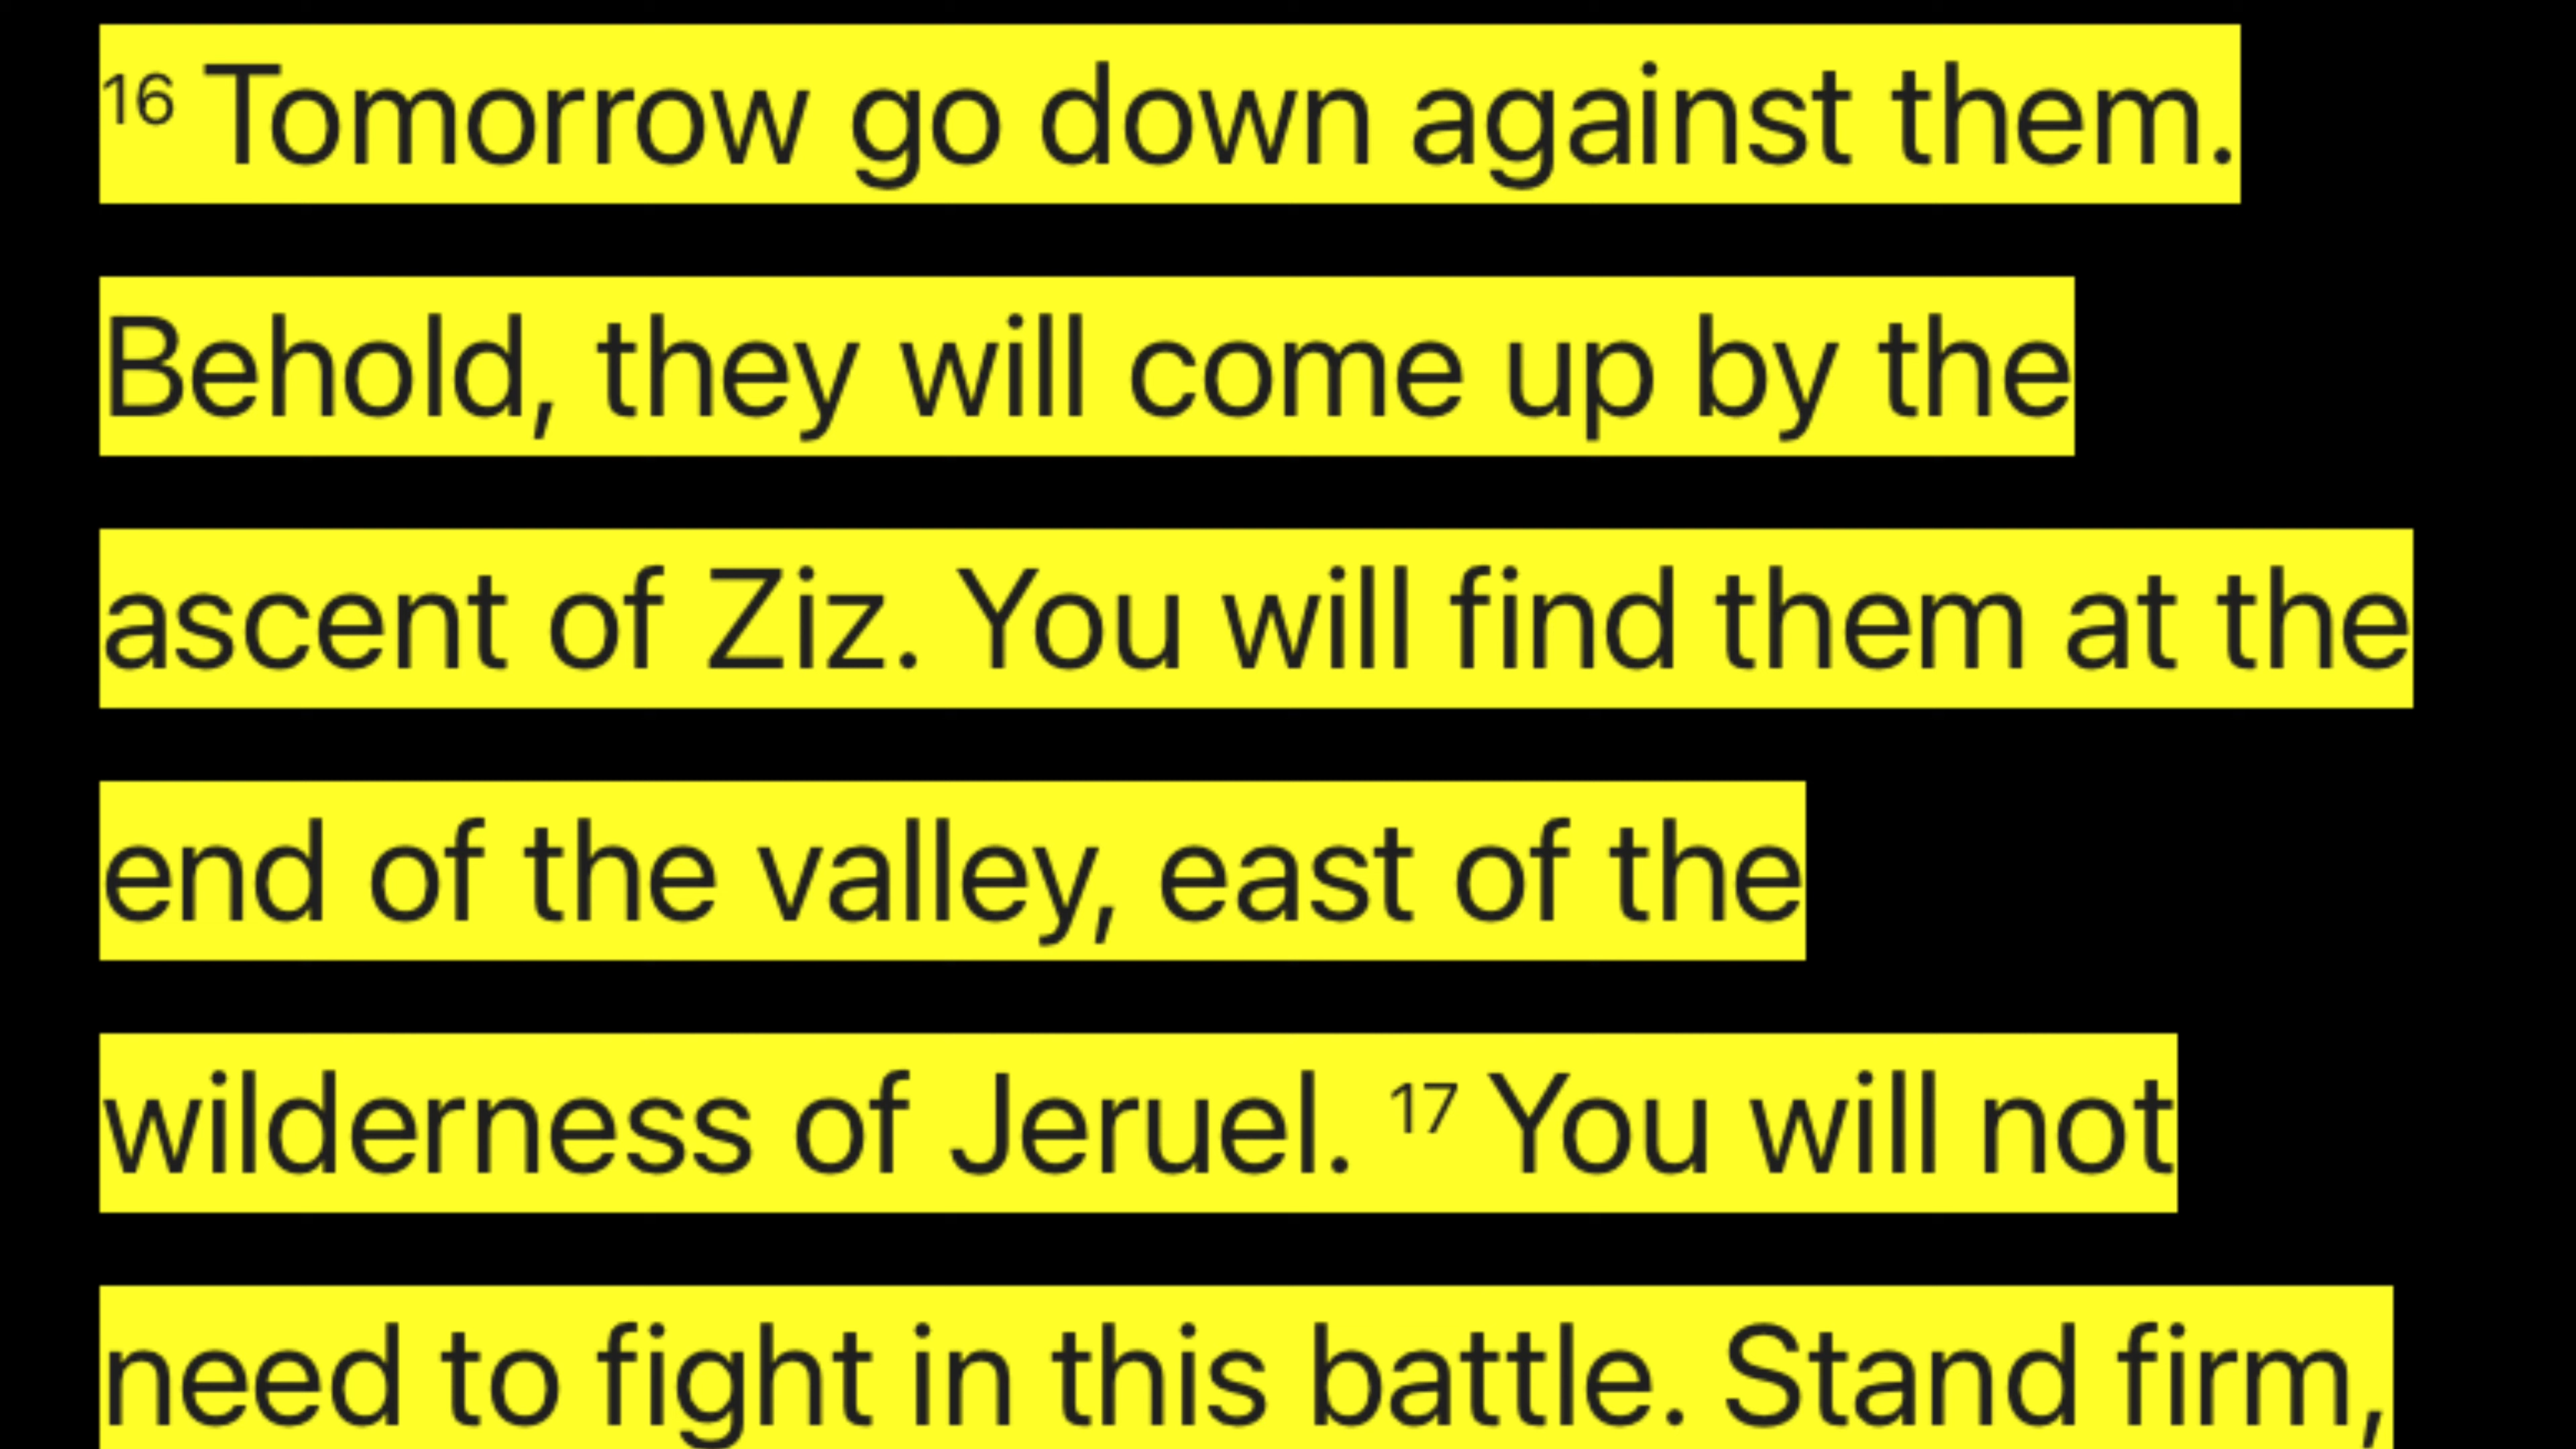 16 Tomorrow go down against them.
Behold, they will come up by the
ascent of Ziz. You will find them at the
end of the valley, east of the
wilderness of Jeruel. 17 You will not
need to fight in this battle. Stand firm,